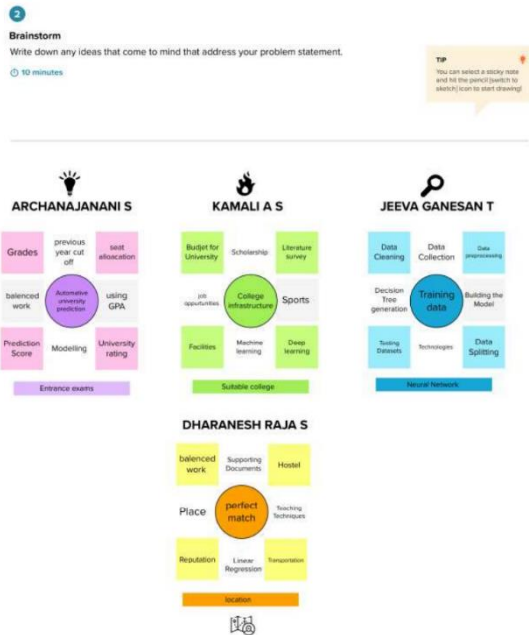 2
Brainstorm
Write down any ideas that come to mind that address your problem statement.
10 minutes
TIP
You can select a sticky note
and hit the pencil [switch to
sketch] icon to start drawing!
ARCHANAJANANI S
Grades
previous
year cut
off
seat
allsacation
balenced
work
Automative
university
prediction
using
GPA
Prediction
Score
Modelling
University
rating
Entrance exams
KAMALI A S
Budjet for
University
Scholarship
Literature
survey
job
oppurtunities
College
infrastructure
Sports
Facilites
Machine
learning
Deep
learning
Suitable college
JEEVA GANESAN T
Data
Cleaning
Data
Collection
Data
preprocessing
Decision
Tree
generation
Training
data
Building the
Model
Testing
Datasets
Technologies
Data
Splitting
Neural Network
DHARANESH RAJA S
balenced
work
Supporting
Documents
Hostel
Place
perfect
match
Teaching
Techniques
Reputation
Linear
Regression
Transportation
location